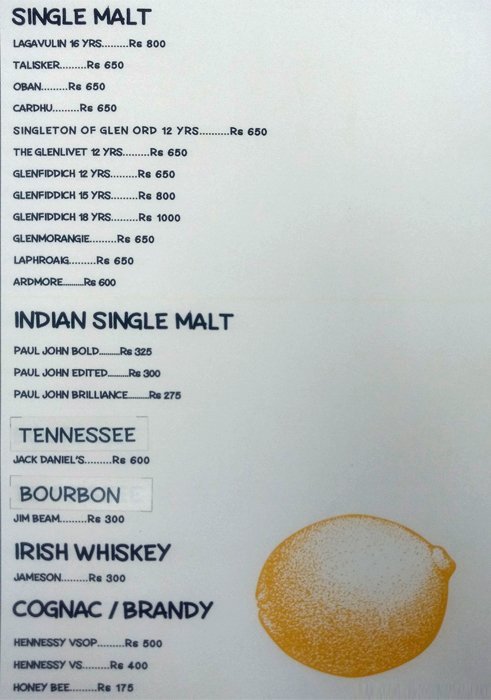 SINGLE MALT
LAGAVULIN 16 YRS.........Rs 800
TALISKER.........Rs 650
OBAN.........Rs 650
CARDHU.........Rs 650
SINGLETON OF GLEN ORD 12 YRS..........Rs 650
THE GLENLIVET 12 YRS.........Rs 650
GLENFIDDICH 12 YRS.........Rs 650
GLENFIDDICH 15 YRS.........Rs 800
GLENFIDDICH 18 YRS.........Rs 1000
GLENMORANGIE.........Rs 650
LAPHROAIG.........Rs 650
ARDMORE.........Rs 600
INDIAN SINGLE MALT
PAUL JOHN BOLD.........Rs 325
PAUL JOHN EDITED.........Rs 300
PAUL JOHN BRILLIANCE.........Rs 275
TENNESSEE
JACK DANIEL'S.........Rs 600
BOURBON
JIM BEAM.........Rs 300
IRISH WHISKEY
JAMESON.........Rs 300
COGNAC / BRANDY
HENNESSY VSOP.........Rs 500
HENNESSY VS.........Rs 400
HONEY BEE.........Rs 175